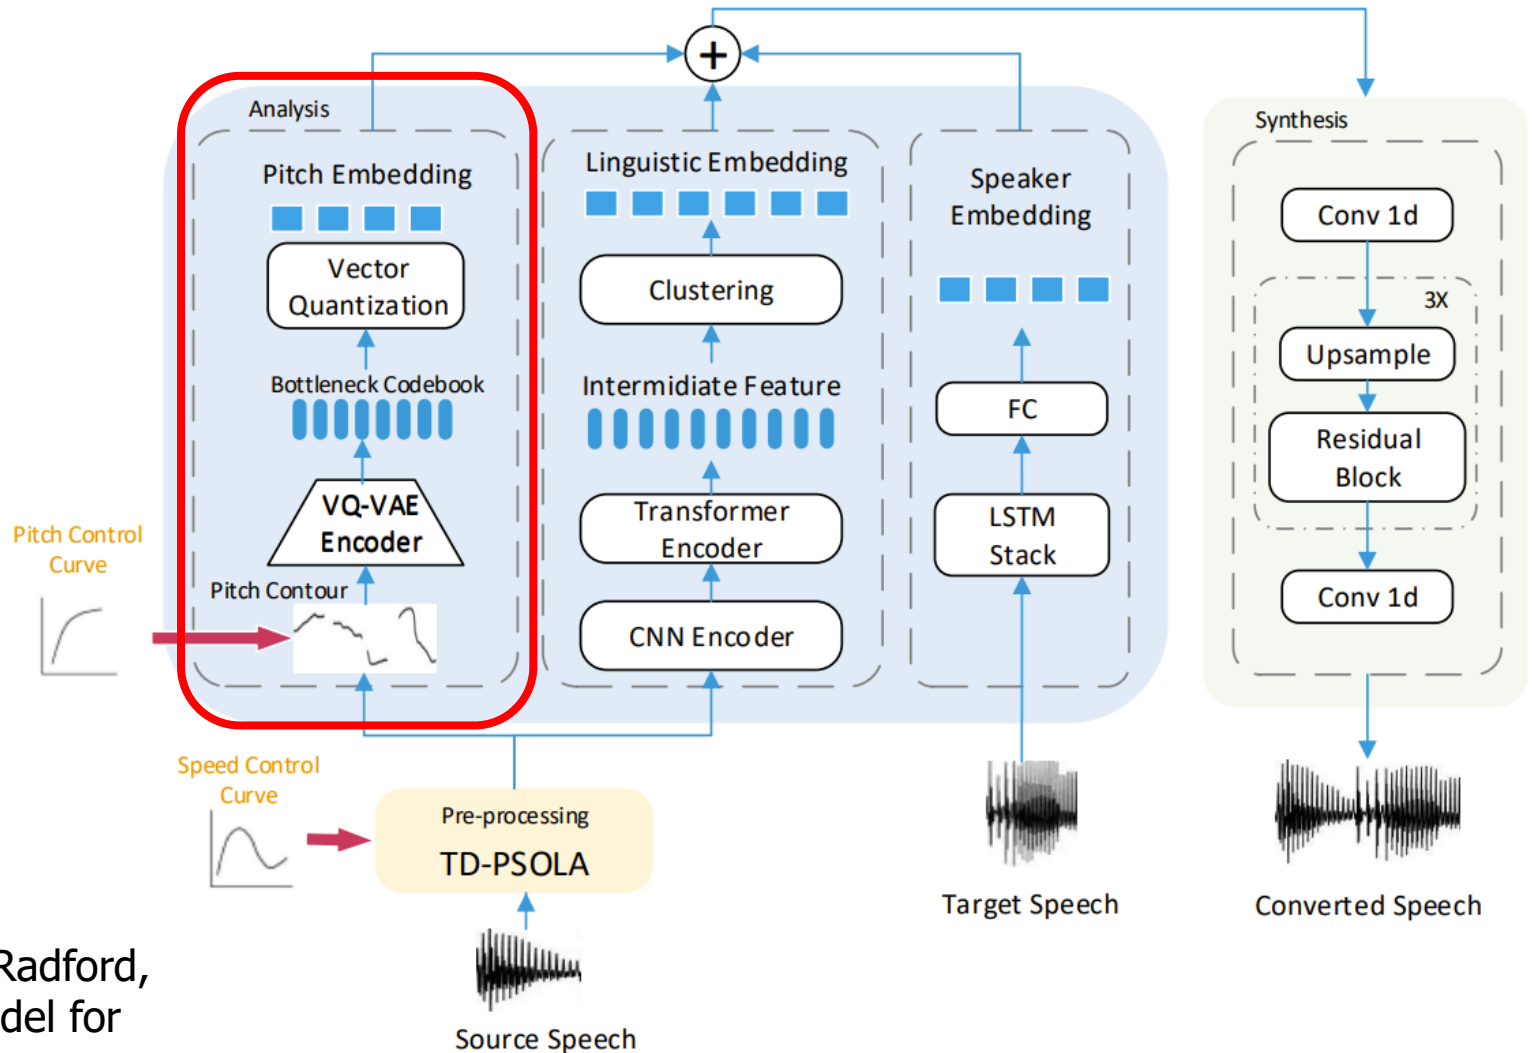 Analysis
Pitch Embedding
Vector
Quantization
Bottleneck Codebook
VQ-VAE
Encoder
Pitch Contour
Pitch Control
Curve
Linguistic Embedding
Clustering
Intermidiate Feature
Transformer
Encoder
CNN Encoder
Speaker
Embedding
FC
LSTM
Stack
+
Synthesis
Conv 1d
3X
Upsample
Residual
Block
Conv 1d
Speed Control
Curve
Pre-processing
TD-PSOLA
Source Speech
Target Speech
Converted Speech
Radford,
del for